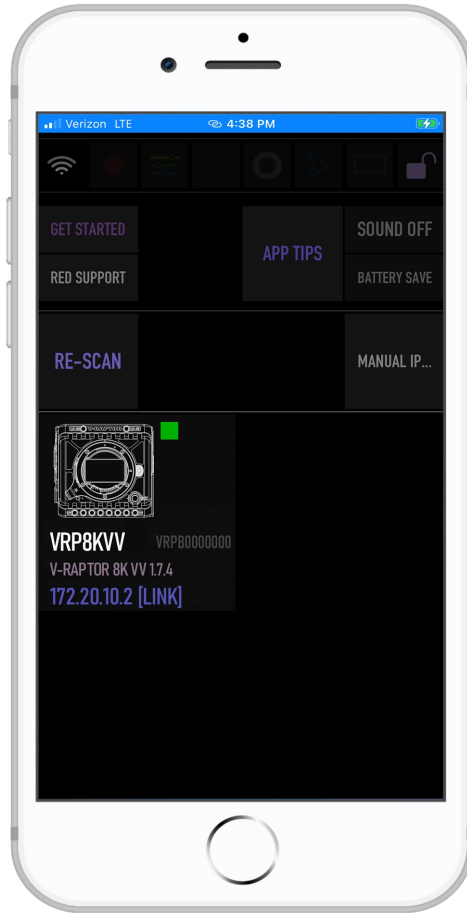 Verizon LTE 4:38 PM
GET STARTED
SOUND OFF
APP TIPS
RED SUPPORT
BATTERY SAVE
RE-SCAN
MANUAL IP...
V-RAPTOR
VRP8KVV VRPB0000000
V-RAPTOR 8K VV 1.7.4
172.20.10.2 [LINK]